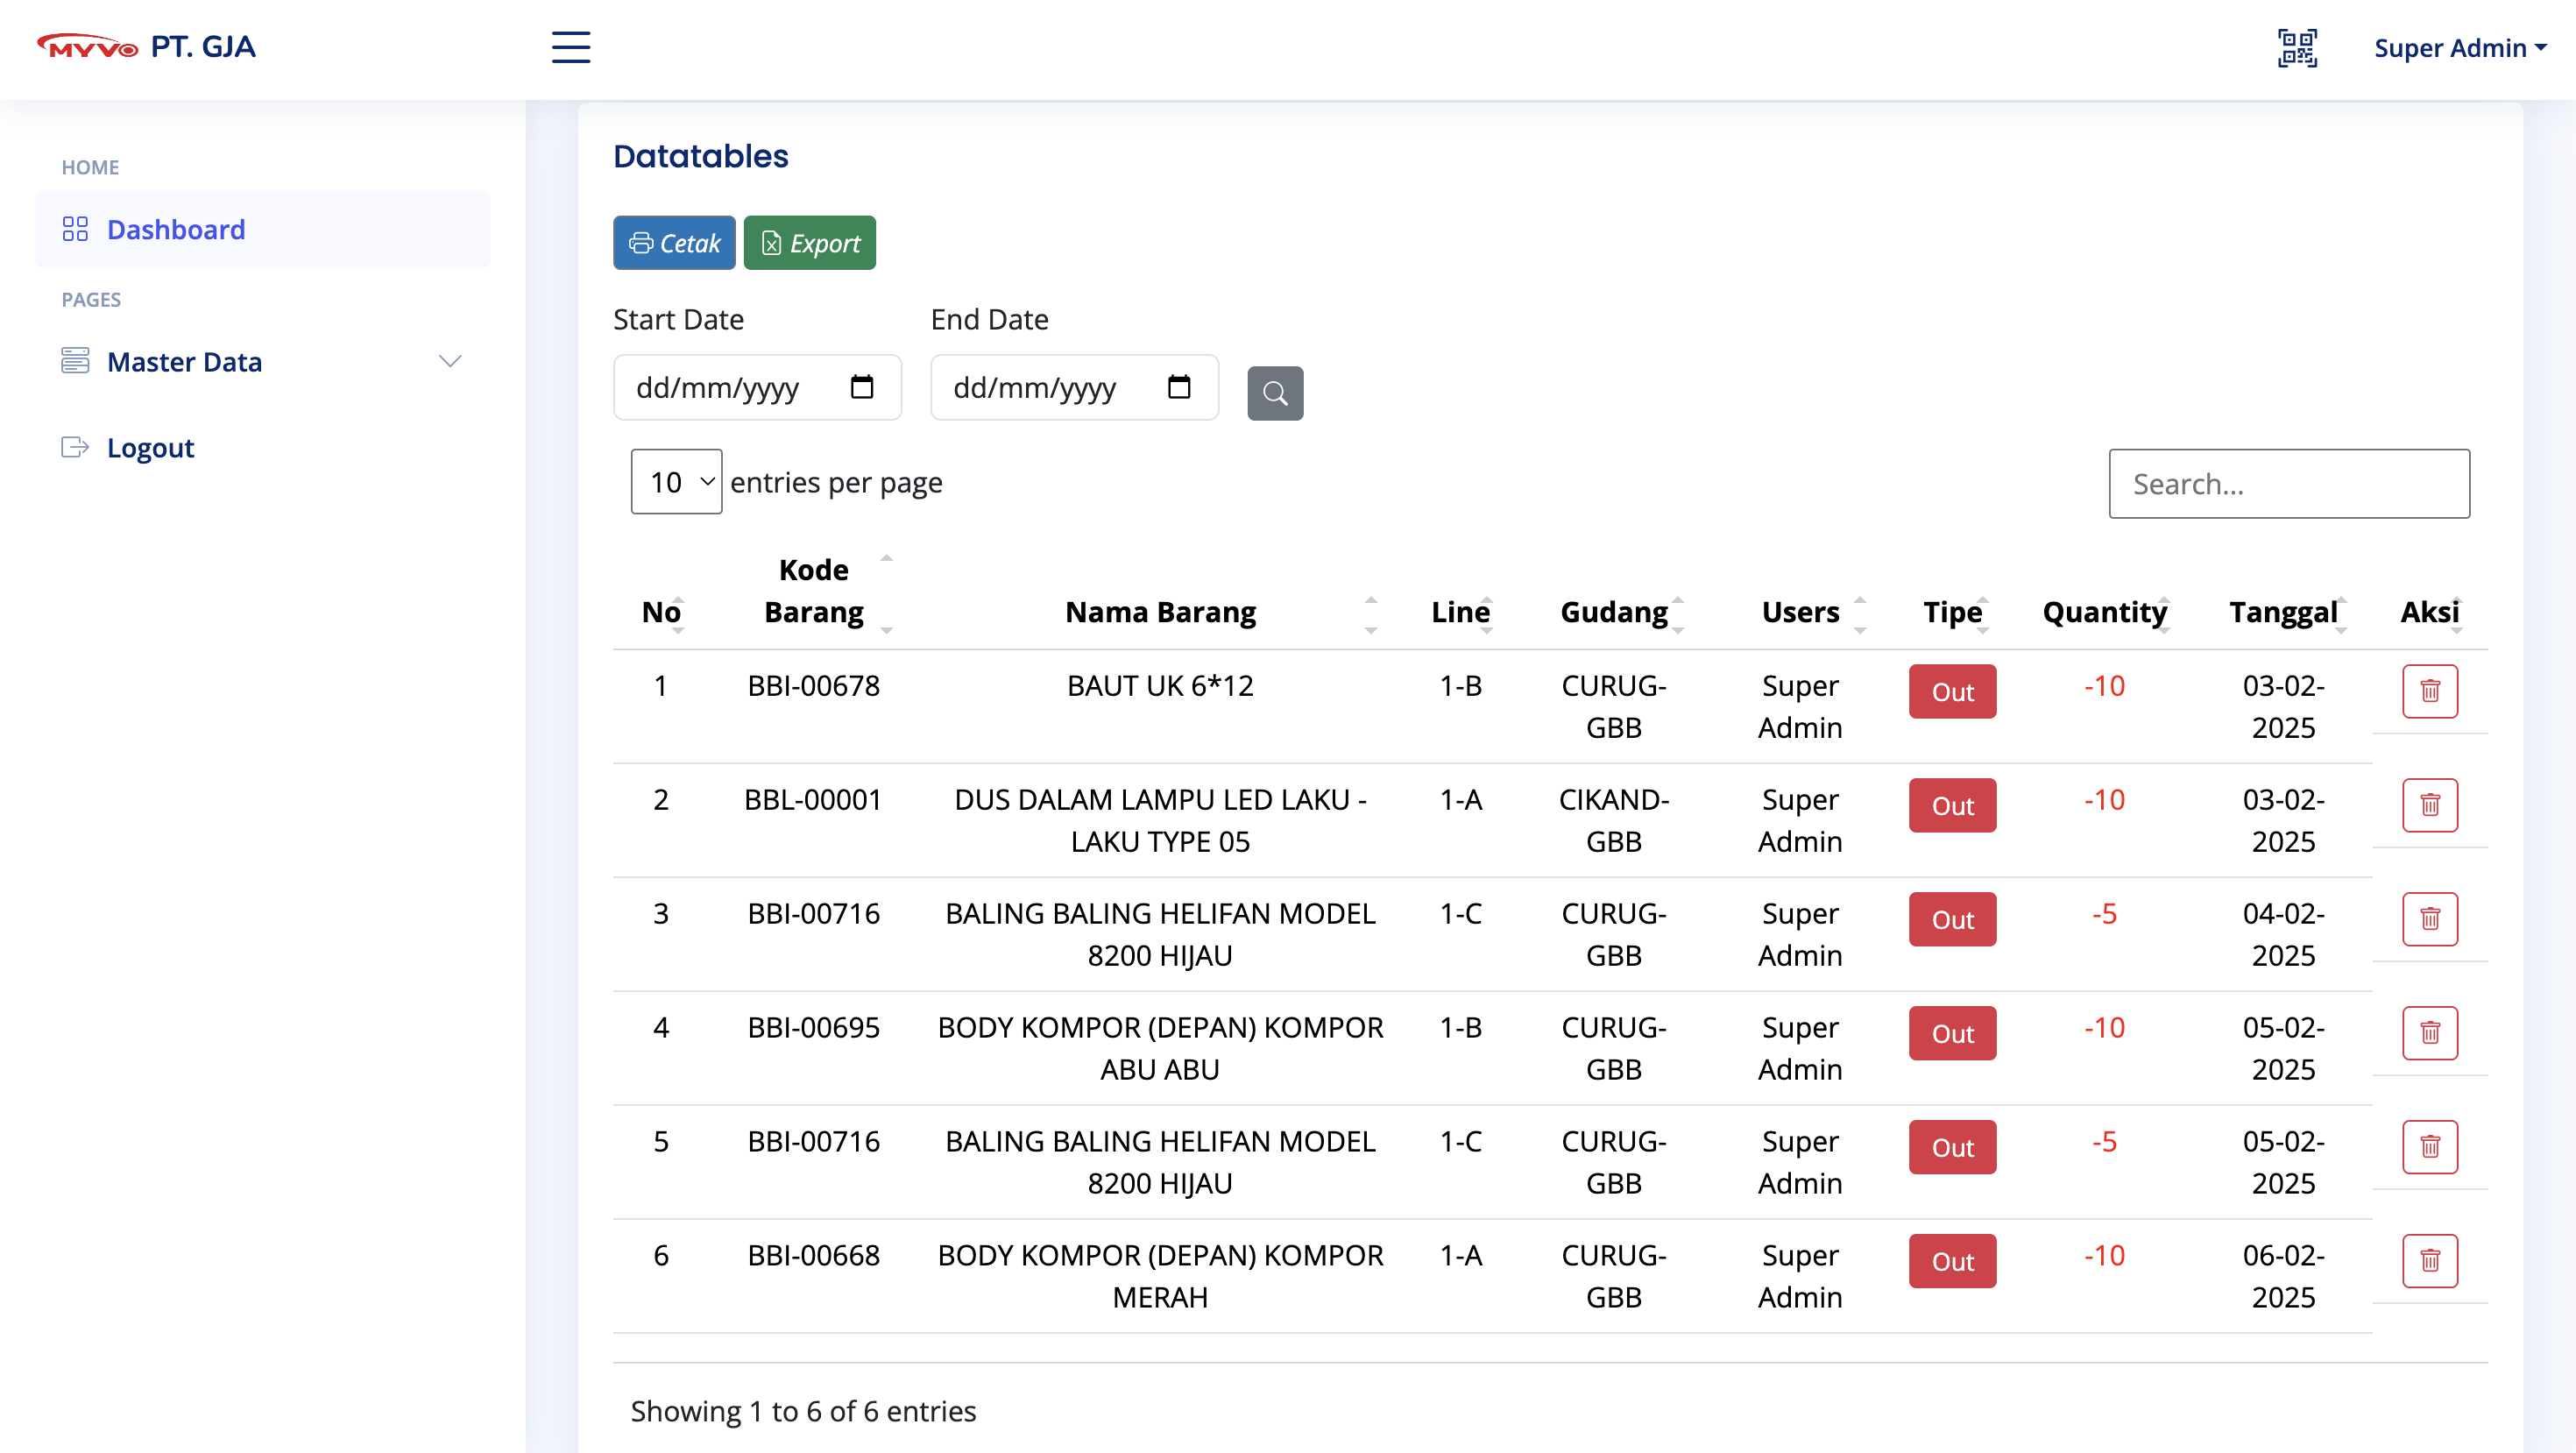 MYVO PT. GJA
Super Admin
HOME
Dashboard
PAGES
Master Data
Logout
Datatables
Cetak Export
Start Date End Date
dd/mm/yyyy dd/mm/yyyy
10 entries per page
Search...
No Kode Barang Nama Barang Line Gudang Users Tipe Quantity Tanggal Aksi
1 BBI-00678 BAUT UK 6*12 1-B CURUG-GBB Super Admin Out -10 03-02-2025
2 BBL-00001 DUS DALAM LAMPU LED LAKU - LAKU TYPE 05 1-A CIKAND-GBB Super Admin Out -10 03-02-2025
3 BBI-00716 BALING BALING HELIFAN MODEL 8200 HIJAU 1-C CURUG-GBB Super Admin Out -5 04-02-2025
4 BBI-00695 BODY KOMPOR (DEPAN) KOMPOR ABU ABU 1-B CURUG-GBB Super Admin Out -10 05-02-2025
5 BBI-00716 BALING BALING HELIFAN MODEL 8200 HIJAU 1-C CURUG-GBB Super Admin Out -5 05-02-2025
6 BBI-00668 BODY KOMPOR (DEPAN) KOMPOR MERAH 1-A CURUG-GBB Super Admin Out -10 06-02-2025
Showing 1 to 6 of 6 entries